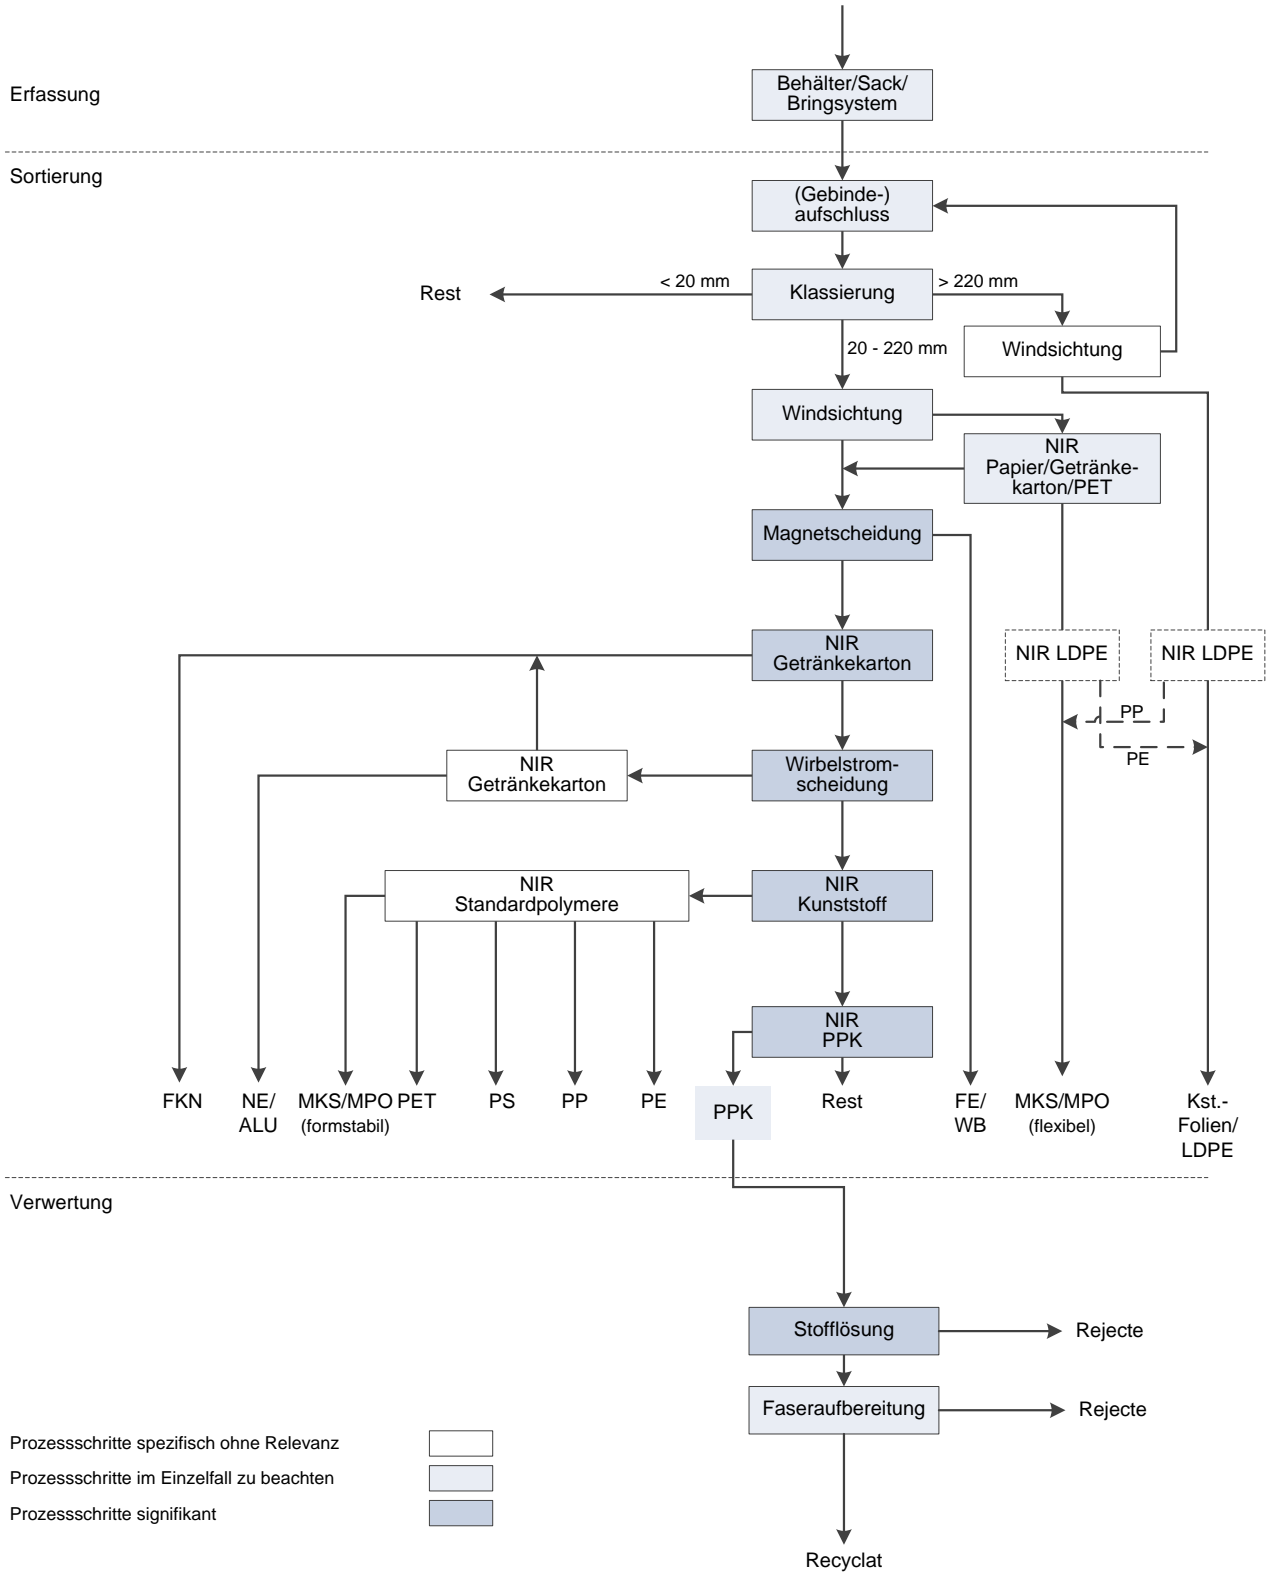 Erfassung
Behälter/Sack/
Bringsystem
Sortierung
(Gebinde-)
aufschluss
Rest
< 20 mm
Klassierung
> 220 mm
20 - 220 mm
Windsichtung
Windsichtung
NIR
Papier/Getränke-
karton/PET
Magnetscheidung
NIR
Getränkekarton
NIR LDPE
NIR LDPE
PP
PE
NIR
Getränkekarton
Wirbelstrom-
scheidung
NIR
Standardpolymere
NIR
Kunststoff
NIR
PPK
FKN
NE/
ALU
MKS/MPO
(formstabil)
PET
PS
PP
PE
PPK
Rest
FE/
WB
MKS/MPO
(flexibel)
Kst.-
Folien/
LDPE
Verwertung
Stofflösung
Rejecte
Faseraufbereitung
Rejecte
Prozessschritte spezifisch ohne Relevanz
Prozessschritte im Einzelfall zu beachten
Prozessschritte signifikant
Recyclat